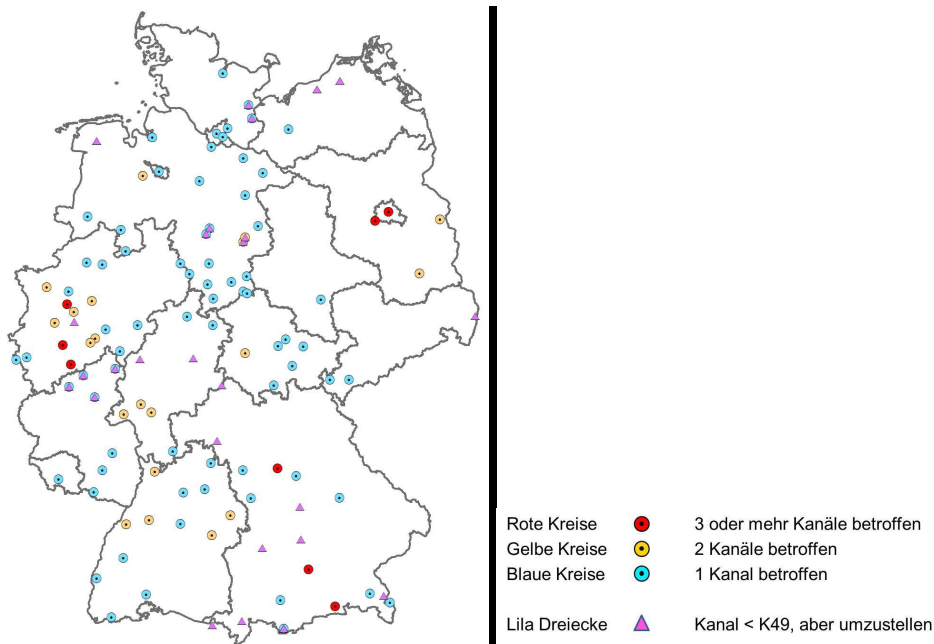 Rote Kreise 3 oder mehr Kanäle betroffen
Gelbe Kreise 2 Kanäle betroffen
Blaue Kreise 1 Kanal betroffen
Lila Dreiecke Kanal < K49, aber umzustellen